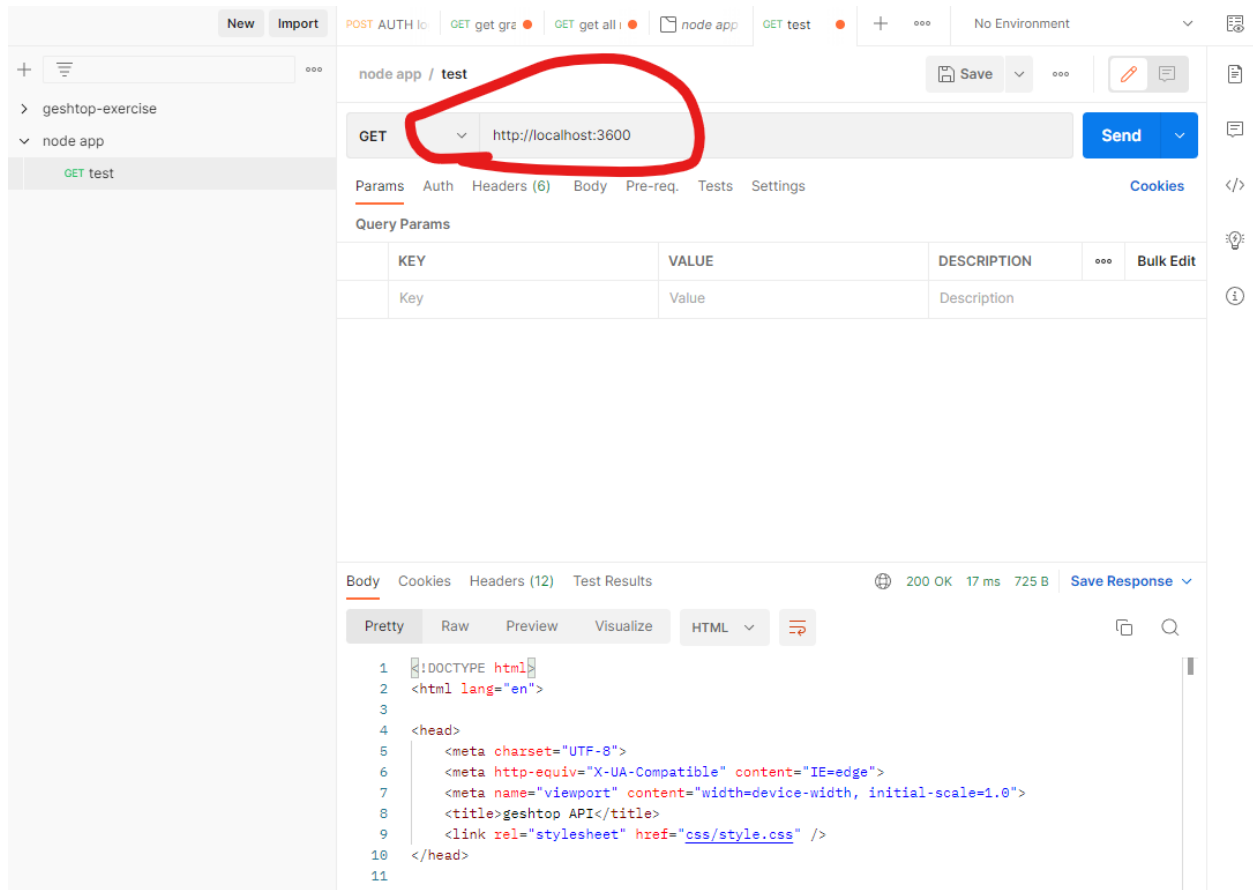 New Import
POST AUTH lo GET get gra GET get all node app GET test No Environment
node app / test Save
geshtop-exercise
node app
GET test
GET http://localhost:3600 Send
Params Auth Headers (6) Body Pre-req. Tests Settings Cookies
Query Params
KEY VALUE DESCRIPTION Bulk Edit
Key Value Description
Body Cookies Headers (12) Test Results 200 OK 17 ms 725 B Save Response
Pretty Raw Preview Visualize HTML
1 <!DOCTYPE html>
2 <html lang="en">
3
4 <head>
5 <meta charset="UTF-8">
6 <meta http-equiv="X-UA-Compatible" content="IE=edge">
7 <meta name="viewport" content="width=device-width, initial-scale=1.0">
8 <title>geshtop API</title>
9 <link rel="stylesheet" href="css/style.css" />
10 </head>
11